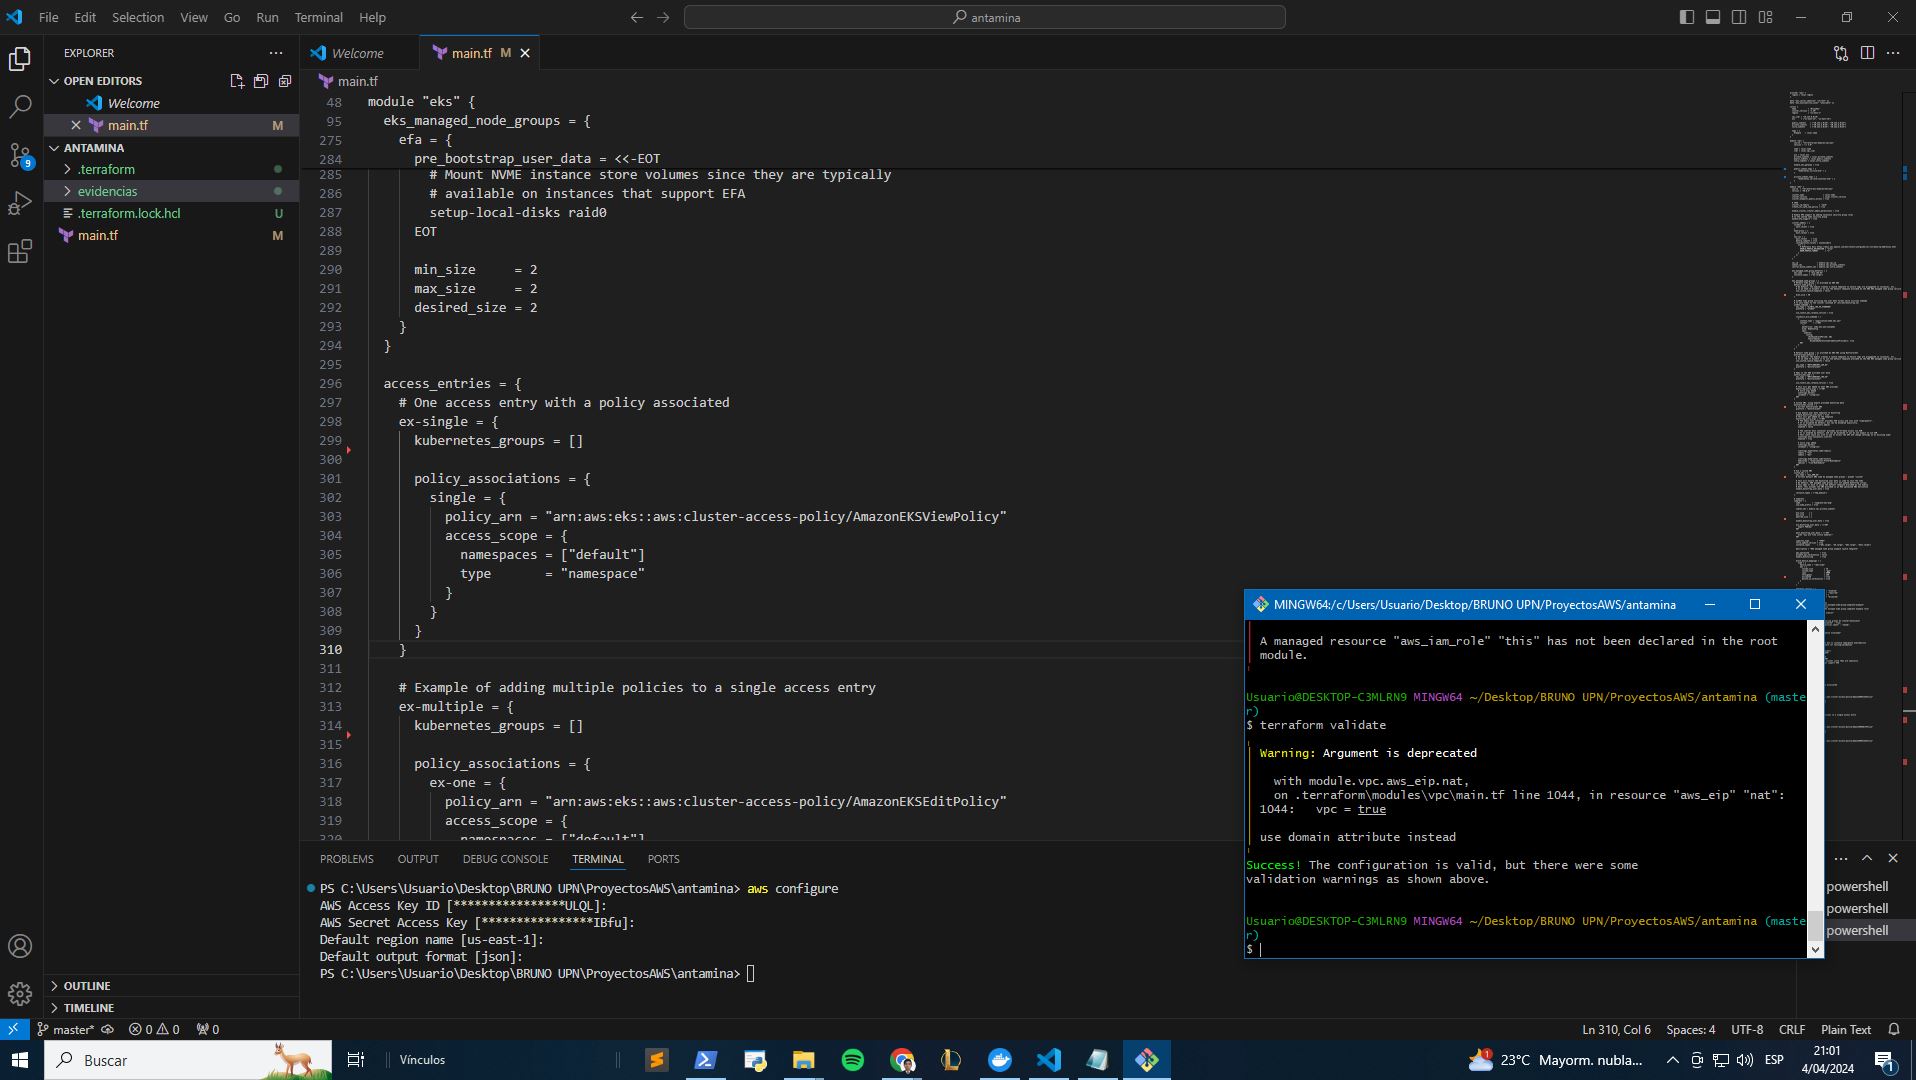 File Edit Selection View Go Run Terminal Help
antamina
EXPLORER
OPEN EDITORS
Welcome
main.tf M
ANTAMINA
.terraform
evidencias
.terraform.lock.hcl U
main.tf M
OUTLINE
TIMELINE
9
Welcome
main.tf M
main.tf
48 module "eks" {
95 eks_managed_node_groups = {
275 efa = {
284 pre_bootstrap_user_data = <<-EOT
285 # Mount NVME instance store volumes since they are typically
286 # available on instances that support EFA
287 setup-local-disks raid0
288 EOT
289
290 min_size     = 2
291 max_size     = 2
292 desired_size = 2
293 }
294 }
295
296 access_entries = {
297 # One access entry with a policy associated
298 ex-single = {
299 kubernetes_groups = []
300
301 policy_associations = {
302 single = {
303 policy_arn = "arn:aws:eks::aws:cluster-access-policy/AmazonEKSViewPolicy"
304 access_scope = {
305 namespaces = ["default"]
306 type       = "namespace"
307 }
308 }
309 }
310 }
311
312 # Example of adding multiple policies to a single access entry
313 ex-multiple = {
314 kubernetes_groups = []
315
316 policy_associations = {
317 ex-one = {
318 policy_arn = "arn:aws:eks::aws:cluster-access-policy/AmazonEKSEditPolicy"
319 access_scope = {
320 namespaces = ["default"]
PROBLEMS OUTPUT DEBUG CONSOLE TERMINAL PORTS
PS C:\Users\Usuario\Desktop\BRUNO UPN\ProyectosAWS\antamina> aws configure
AWS Access Key ID [****************ULQL]:
AWS Secret Access Key [****************IBfu]:
Default region name [us-east-1]:
Default output format [json]:
PS C:\Users\Usuario\Desktop\BRUNO UPN\ProyectosAWS\antamina>
powershell
powershell
powershell
MINGW64:/c/Users/Usuario/Desktop/BRUNO UPN/ProyectosAWS/antamina
A managed resource "aws_iam_role" "this" has not been declared in the root
module.
Usuario@DESKTOP-C3MLRN9 MINGW64 ~/Desktop/BRUNO UPN/ProyectosAWS/antamina (maste
r)
$ terraform validate
Warning: Argument is deprecated
with module.vpc.aws_eip.nat,
on .terraform\modules\vpc\main.tf line 1044, in resource "aws_eip" "nat":
1044:   vpc = true
use domain attribute instead
Success! The configuration is valid, but there were some
validation warnings as shown above.
Usuario@DESKTOP-C3MLRN9 MINGW64 ~/Desktop/BRUNO UPN/ProyectosAWS/antamina (maste
r)
$
master* 0 0 0 Ln 310, Col 6 Spaces: 4 UTF-8 CRLF Plain Text
Buscar Vínculos 1 23°C Mayorm. nubla... ESP 21:01
4/04/2024 1